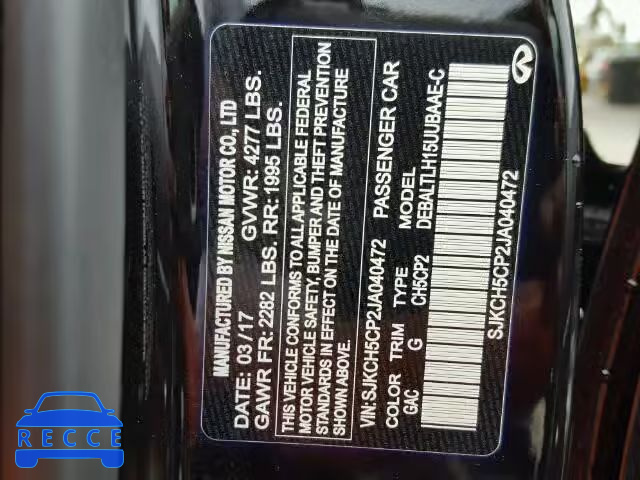 MANUFACTURED BY NISSAN MOTOR CO., LTD
DATE: 03/17 GVWR: 4277 LBS.
GAWR FR: 2282 LBS. RR: 1995 LBS.
THIS VEHICLE CONFORMS TO ALL APPLICABLE FEDERAL
MOTOR VEHICLE SAFETY, BUMPER AND THEFT PREVENTION
STANDARDS IN EFFECT ON THE DATE OF MANUFACTURE
SHOWN ABOVE.
VIN:SJKCH5CP2JA040472 PASSENGER CAR
COLOR TRIM TYPE MODEL
GAC G CH5CP2 DEBALTLH15UUBAAE-C
SJKCH5CP2JA040472
RECCE